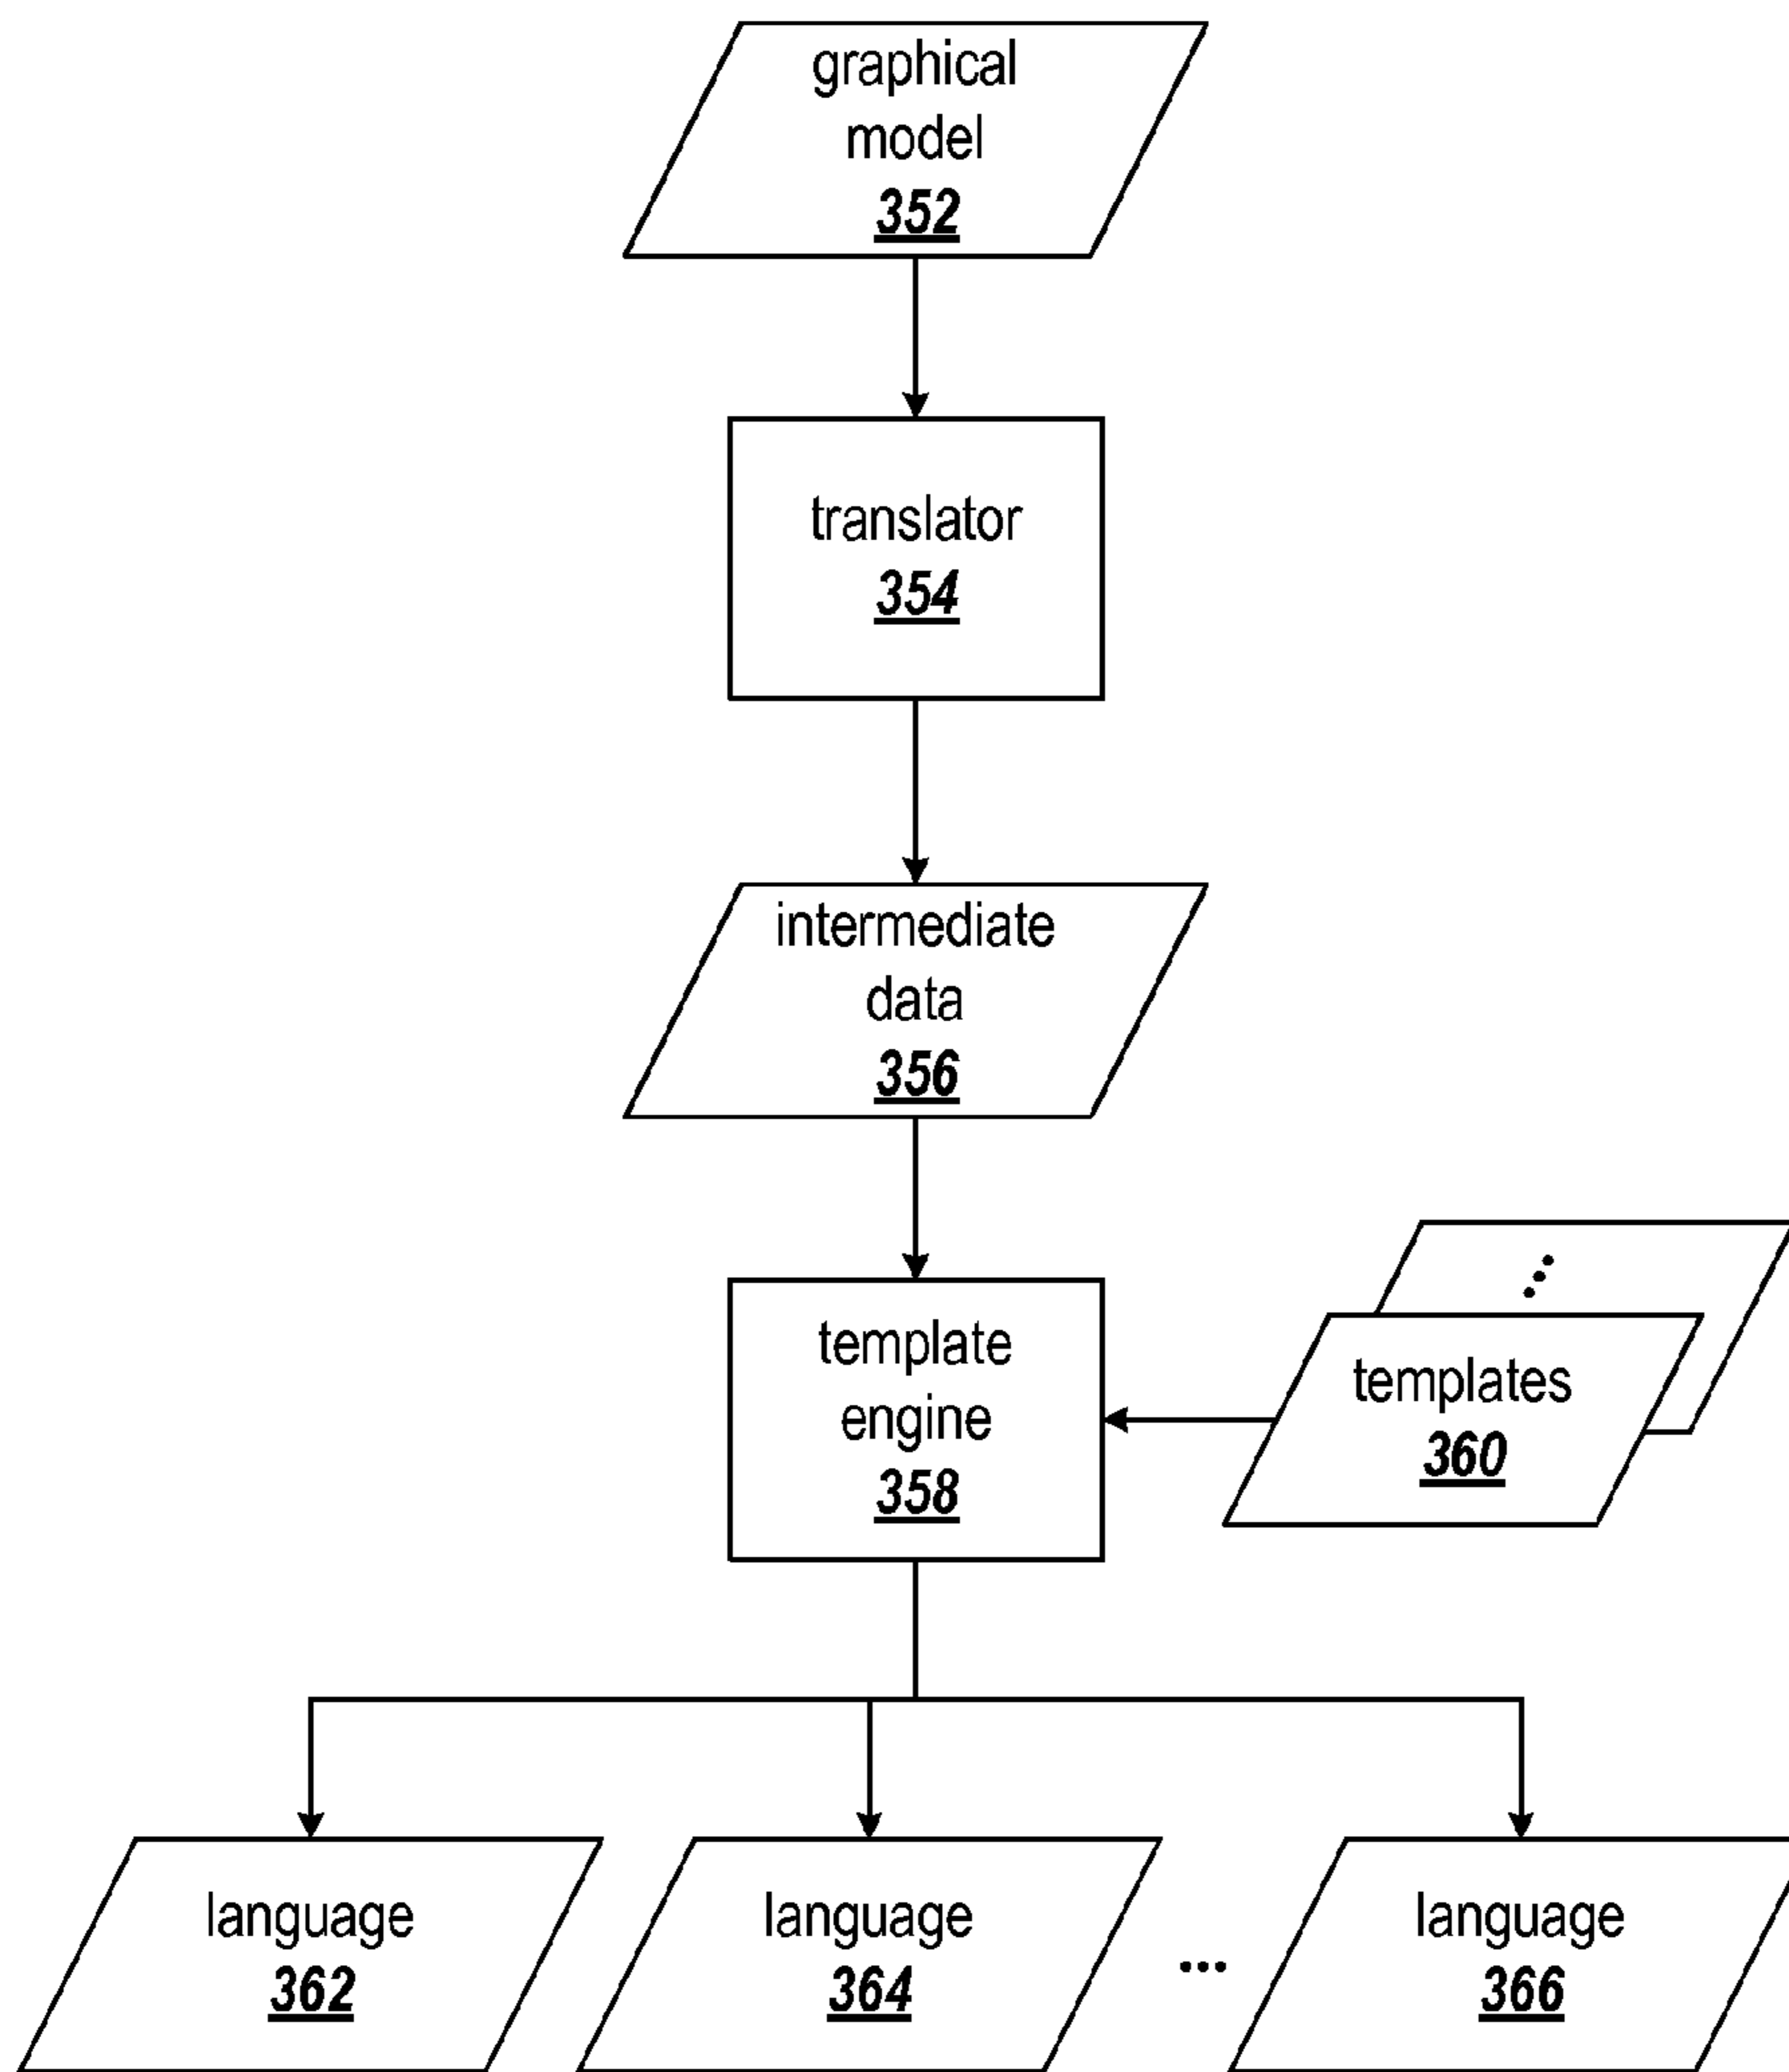 graphical
model
352
translator
354
intermediate
data
356
template
engine
358
templates
360
language
362
language
364
...
language
366